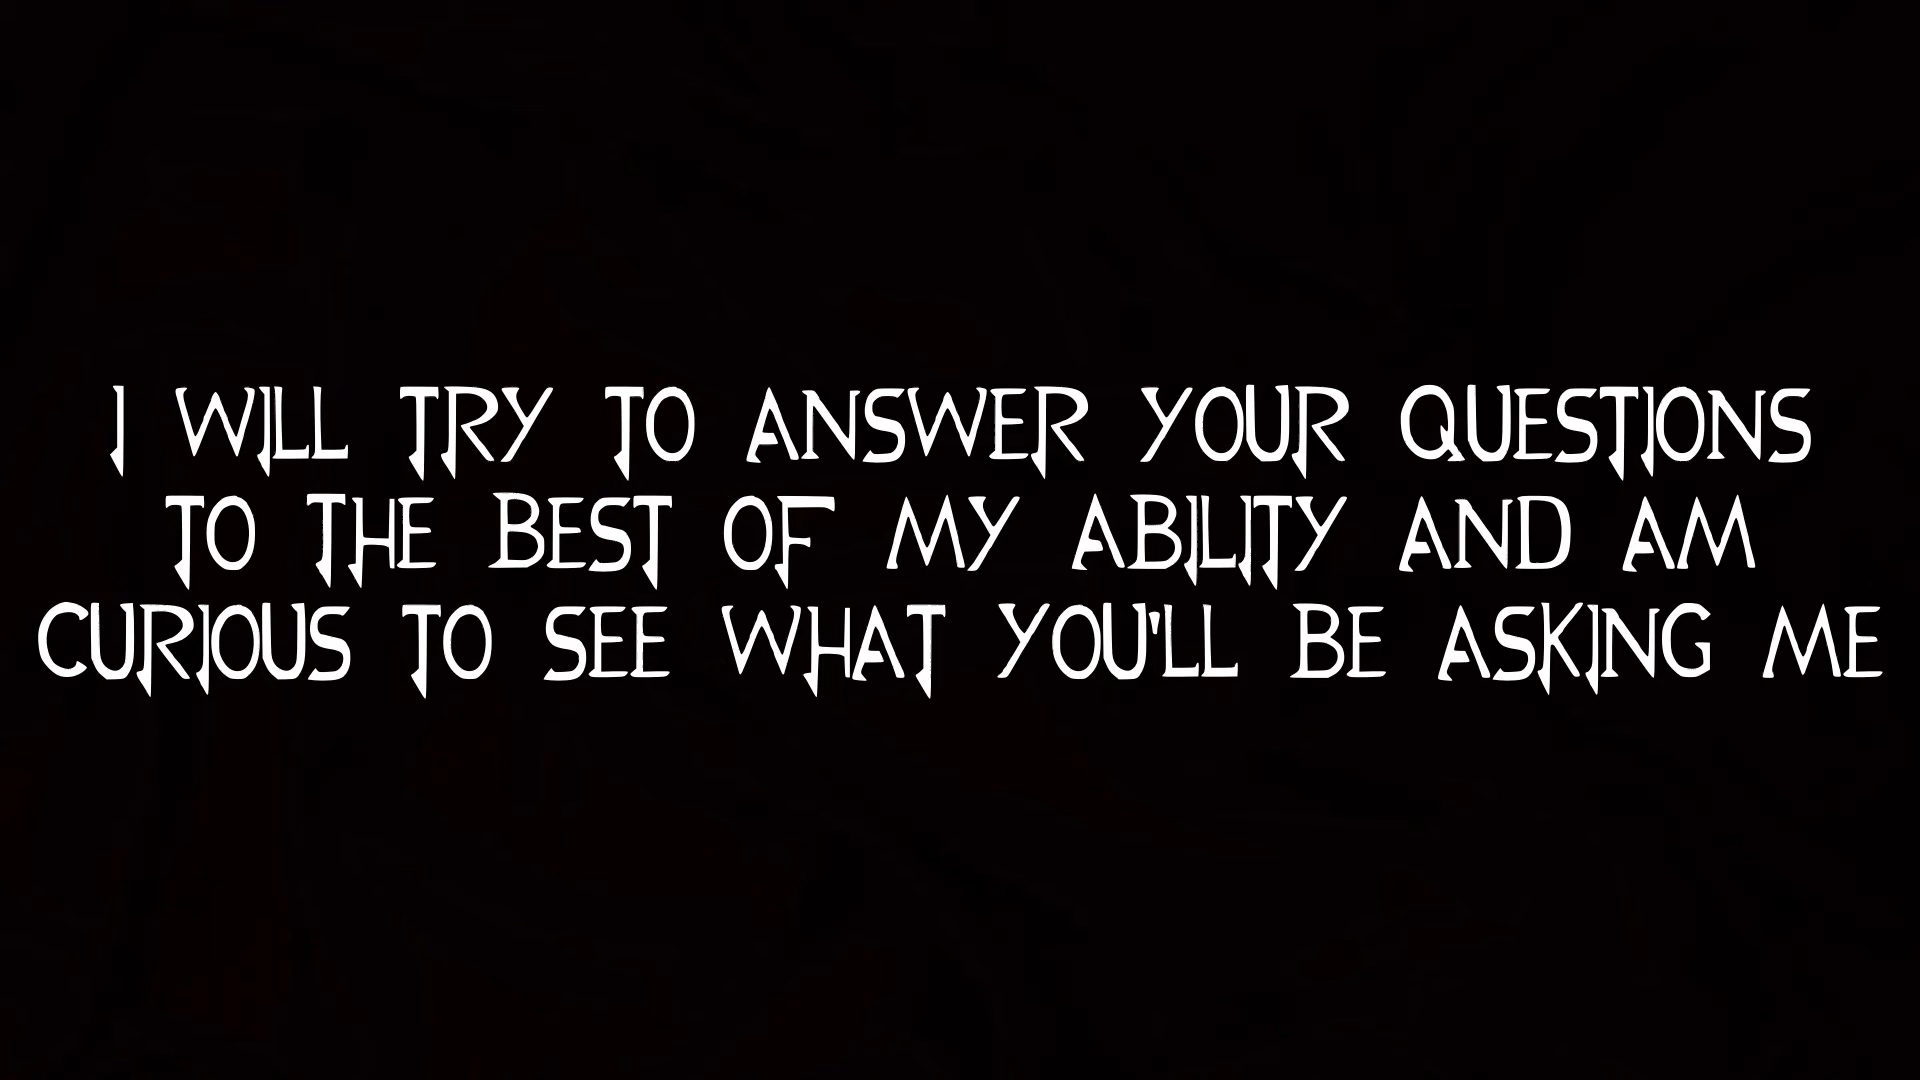 I WILL TRY TO ANSWER YOUR QUESTIONS
TO THE BEST OF MY ABILITY AND AM
CURIOUS TO SEE WHAT YOU'LL BE ASKING ME